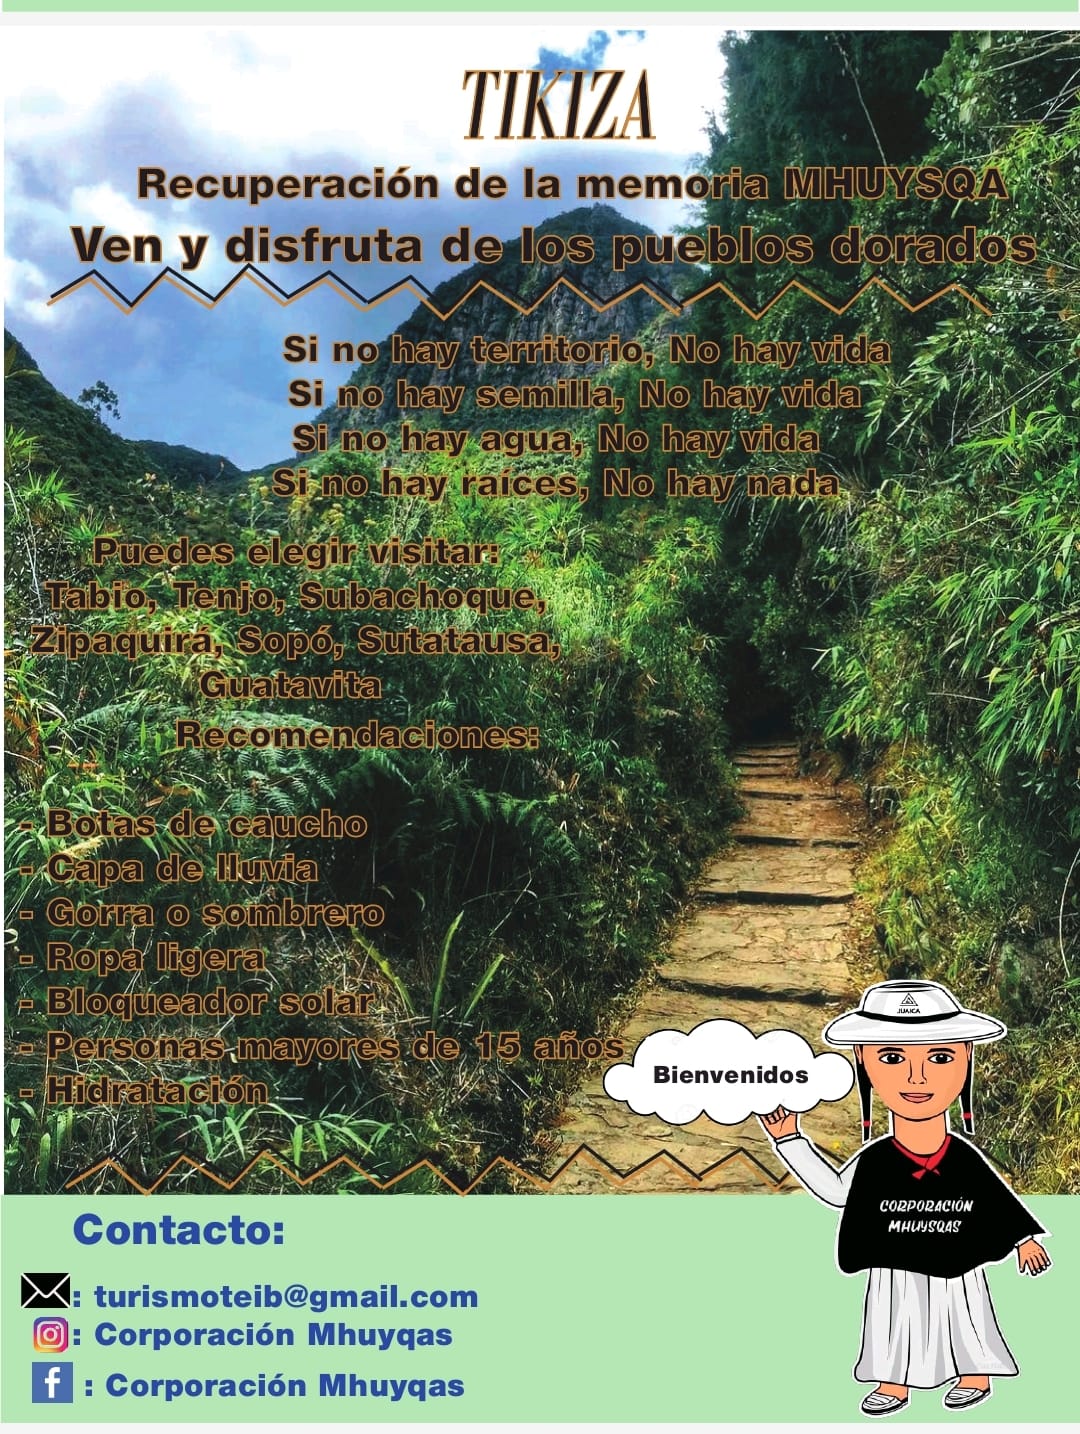 TIKIZA
Recuperación de la memoria MHUYSQA
Ven y disfruta de los pueblos dorados
Si no hay territorio, No hay vida
Si no hay semilla, No hay vida
Si no hay agua, No hay vida
Si no hay raíces, No hay nada
Puedes elegir visitar:
Tabio, Tenjo, Subachoque,
Zipaquirá, Sopó, Sutatausa,
Guatavita
Recomendaciones:
- Botas de caucho
- Capa de lluvia
- Gorra o sombrero
- Ropa ligera
- Bloqueador solar
- Personas mayores de 15 años
- Hidratación
Bienvenidos
JUAICA
CORPORACIÓN
MHUYSQAS
Contacto:
: turismoteib@gmail.com
: Corporación Mhuyqas
f : Corporación Mhuyqas